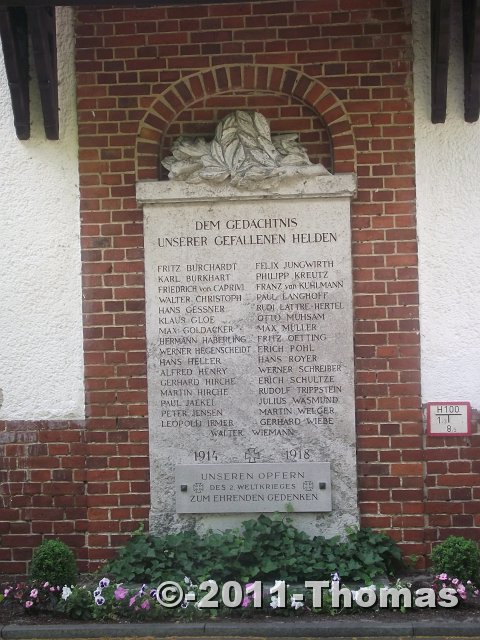 DEM GEDÄCHTNIS
UNSERER GEFALLENEN HELDEN
FRITZ BURCHARDT
KARL BURKHART
FRIEDRICH von CAPRIVI
WALTER CHRISTOPH
HANS GESSNER
KLAUS GLOE
MAX GOLDACKER
HERMANN HABERLING
WERNER HEGENSCHEIDT
HANS HELLER
ALFRED HENRY
GERHARD HIRCHE
MARTIN HIRCHE
PAUL JAEKEL
PETER JENSEN
LEOPOLD IRMER
FELIX JUNGWIRTH
PHILIPP KREUTZ
FRANZ von KUHLMANN
PAUL LANGHOFF
RUDI LATTRE-HERTEL
OTTO MÜHSAM
MAX MÜLLER
FRITZ OETTING
ERICH POHL
HANS ROYER
WERNER SCHREIBER
ERICH SCHULTZE
RUDOLF TRIPPSTEIN
JULIUS WASMUND
MARTIN WELGER
GERHARD WIEBE
WALTER WIEMANN
1914 1918
UNSEREN OPFERN
DES 2. WELTKRIEGES
ZUM EHRENDEN GEDENKEN
H100
©-2011-Thomas